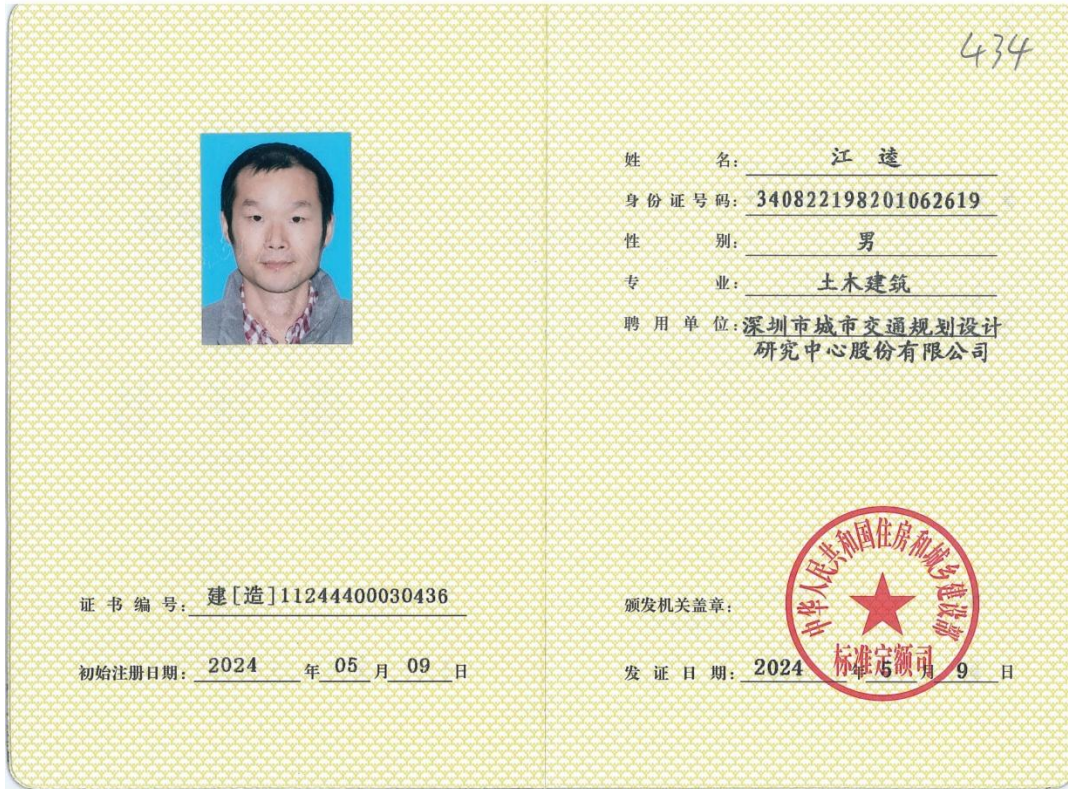 434
姓名: 江逵
身份证号码: 340822198201062619
性别: 男
专业: 土木建筑
聘用单位: 深圳市城市交通规划设计
研究中心股份有限公司
证书编号: 建[造]11244400030436
初始注册日期: 2024 年 05 月 09 日
颁发机关盖章:
中华人民共和国住房和城乡建设部
标准定额司
发证日期: 2024 年 5 月 9 日